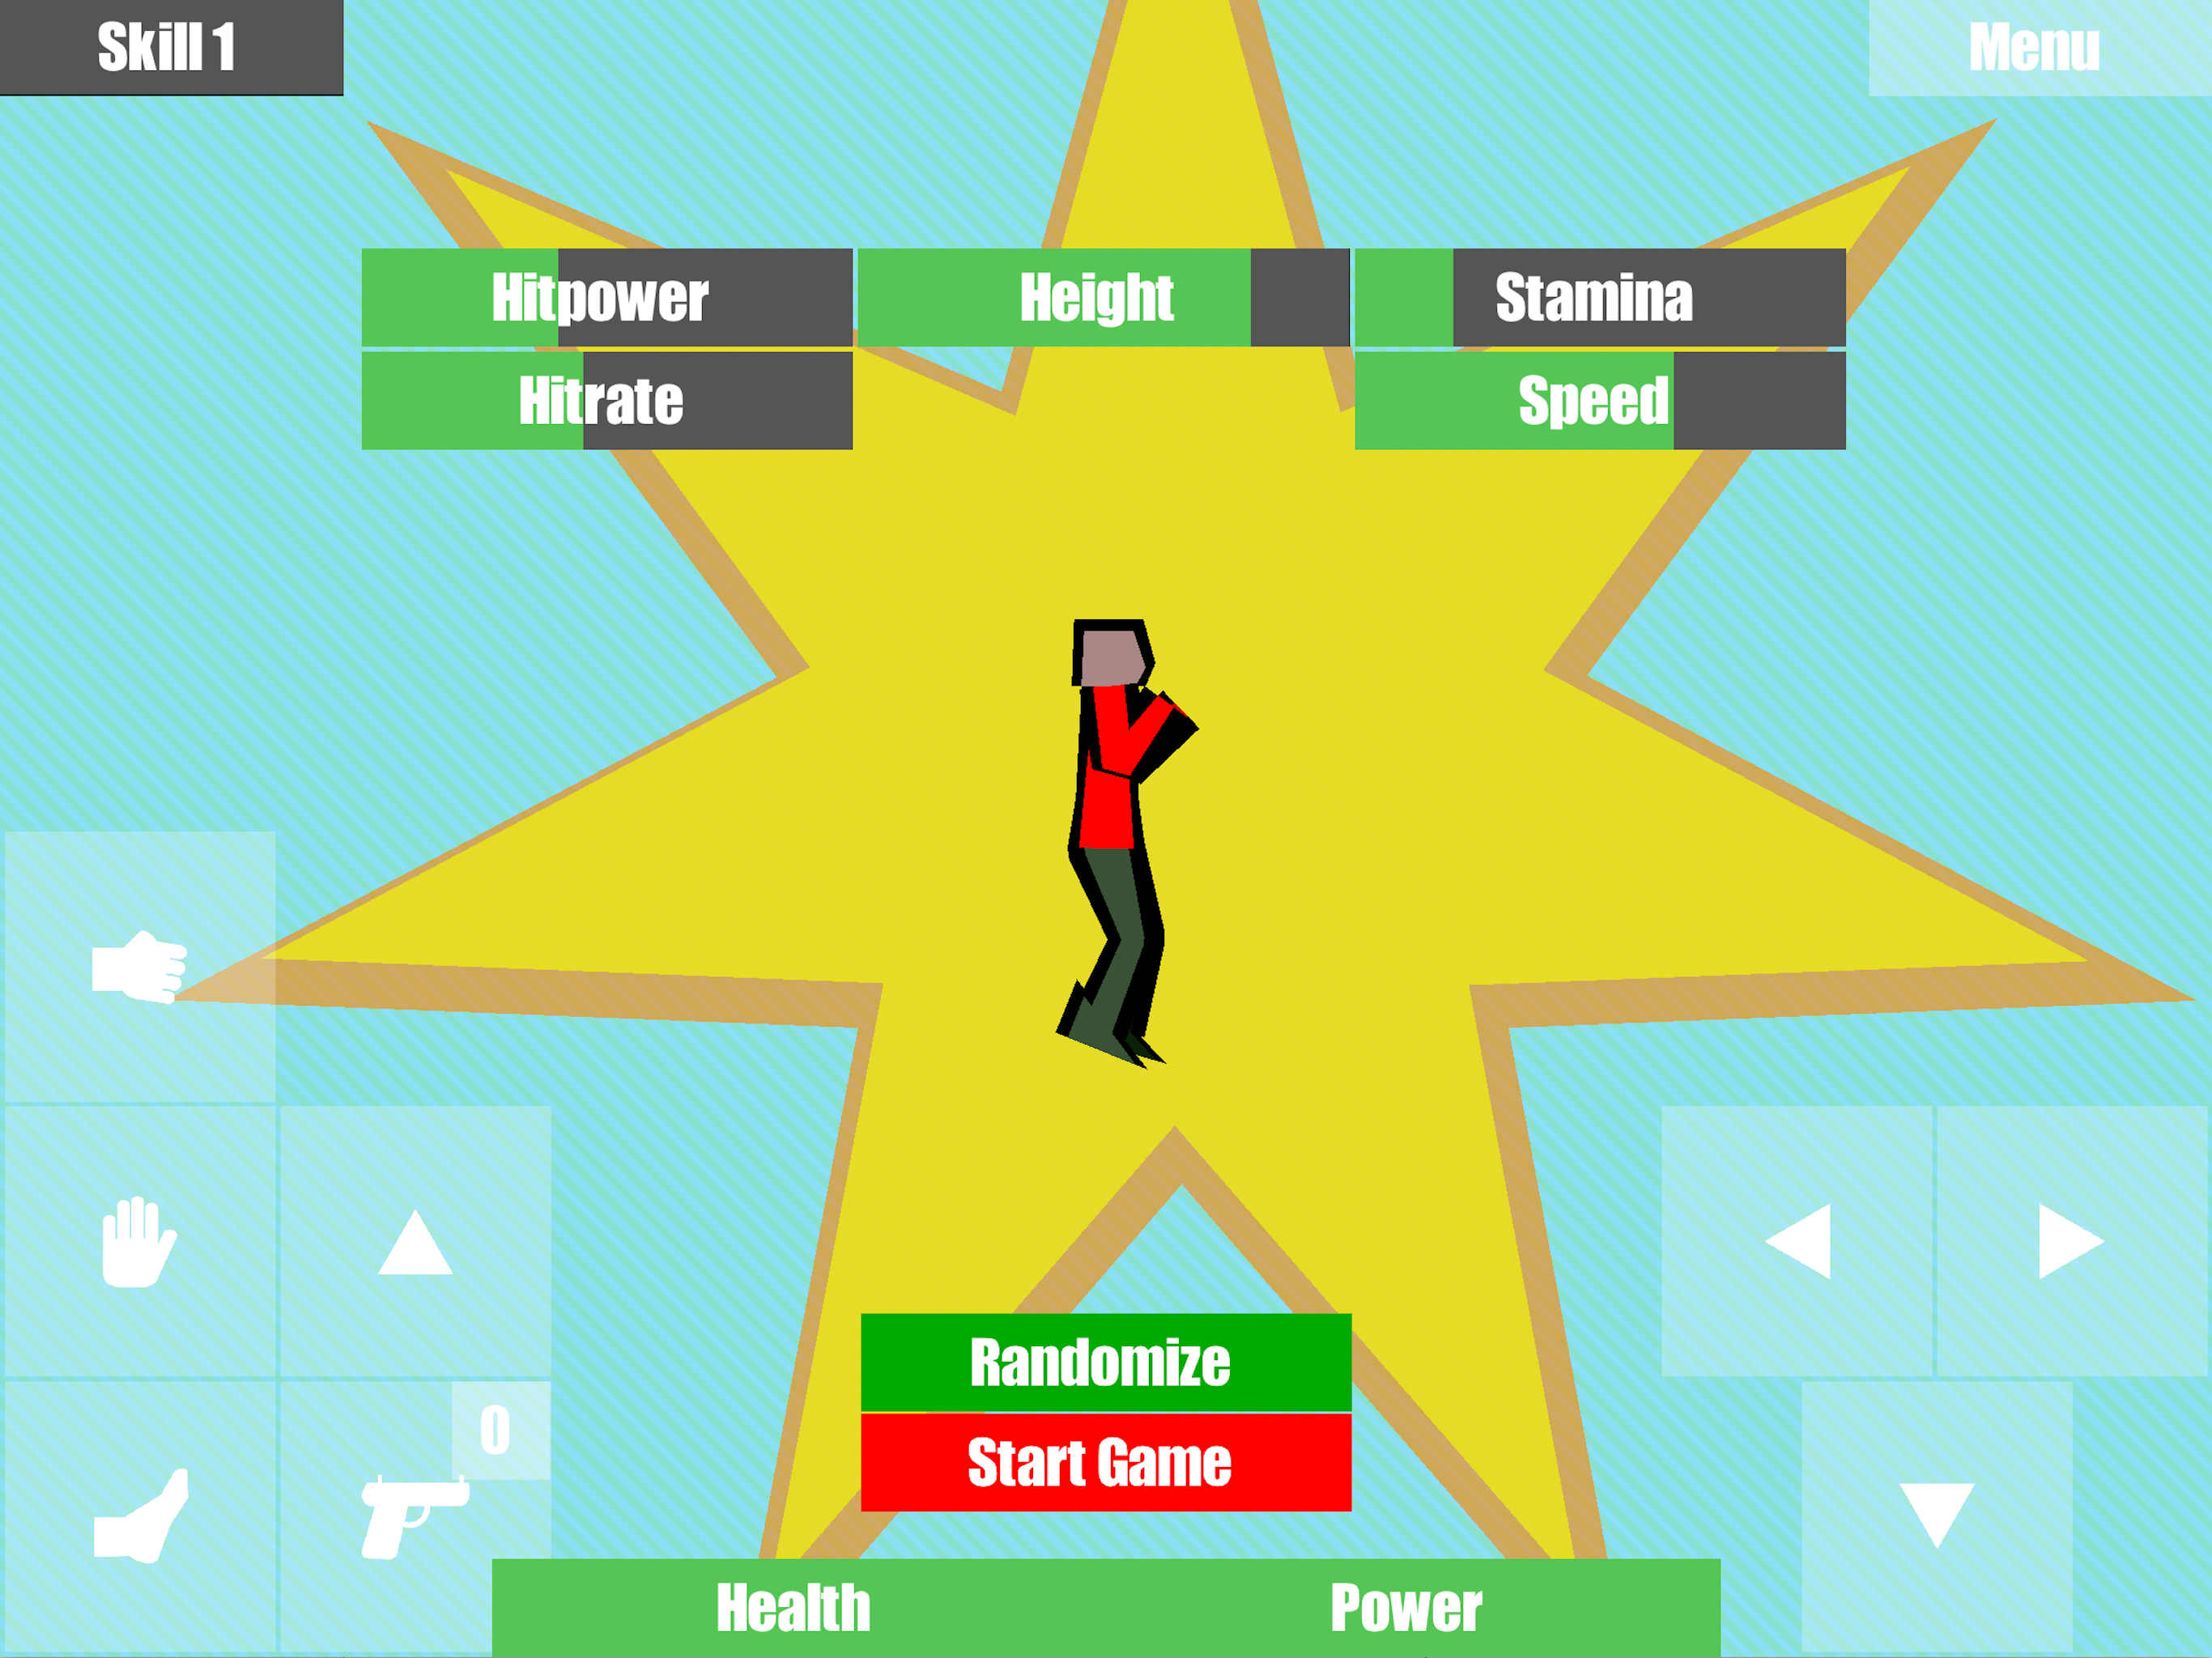 Skill 1
Menu
Hitpower
Height
Stamina
Hitrate
Speed
Randomize
0
Start Game
Health
Power